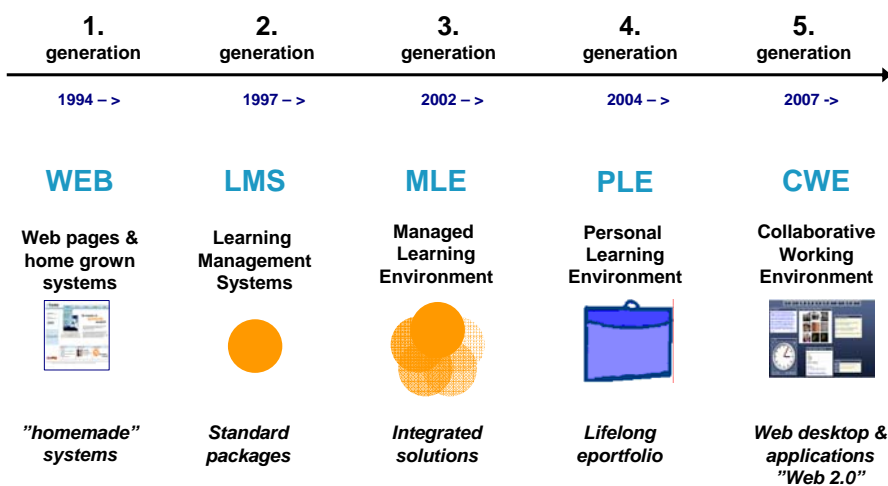 1.
generation
2.
generation
3.
generation
4.
generation
5.
generation
1994 – >
1997 – >
2002 – >
2004 – >
2007 ->
WEB
LMS
MLE
PLE
CWE
Web pages &
home grown
systems
Learning
Management
Systems
Managed
Learning
Environment
Personal
Learning
Environment
Collaborative
Working
Environment
”homemade”
systems
Standard
packages
Integrated
solutions
Lifelong
eportfolio
Web desktop &
applications
”Web 2.0”